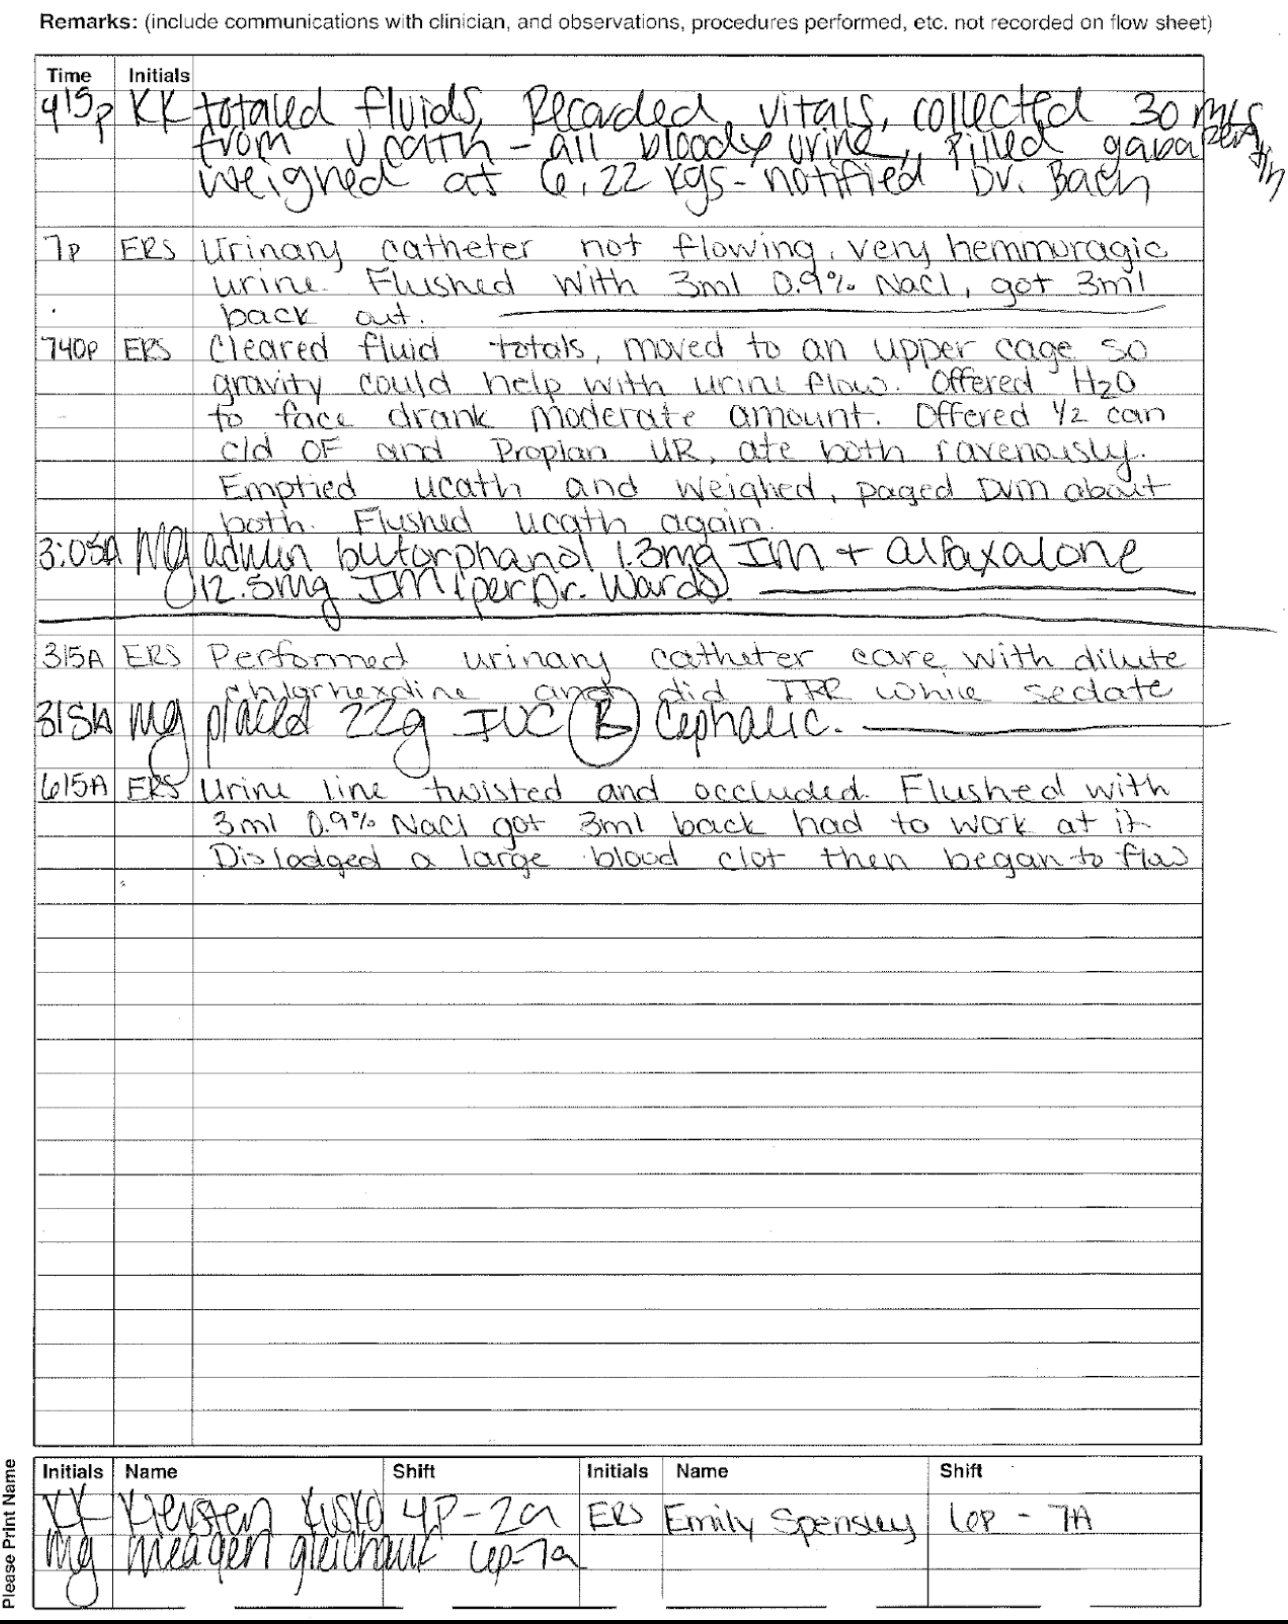 Remarks: (include communications with clinician, and observations, procedures performed, etc. not recorded on flow sheet)
Time Initials
415p KK totaled fluids, Recorded vitals, collected 30 mls
from U cath - all bloody urine, pilled gabapentin
weighed at 6.22 kgs - notified Dr. Bach
7p ERS Urinary catheter not flowing, very hemmoragic
urine. Flushed with 3ml 0.9% NaCl, got 3ml
back out.
740p ERS Cleared fluid totals, moved to an upper cage so
gravity could help with urine flow. Offered H2O
to face drank moderate amount. Offered 1/2 can
c/d OF and Proplan UR, ate both ravenously.
Emptied ucath and weighed, paged DVM about
both. Flushed ucath again.
3:05A Mg admin butorphanol 1.3mg IM + alfaxalone
12.5mg IM (per Dr. Ward).
315A ERS Performed urinary catheter care with dilute
chlorhexdine and did TPR while sedate
315A mg placed 22g IVC Cephalic.
615A ERS Urine line twisted and occluded. Flushed with
3ml 0.9% NaCl got 3ml back had to work at it
Dislodged a large blood clot then began to flow
Please Print Name
Initials Name Shift Initials Name Shift
KK Kiersten Kusko 4P-2a ERS Emily Spensley 6P - 7A
mg meagen gleichauf 6p-7a